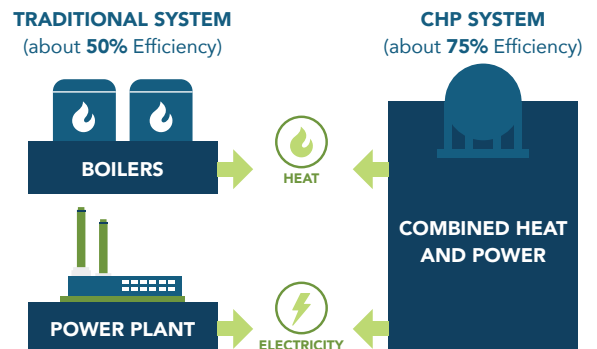 TRADITIONAL SYSTEM
(about 50% Efficiency)
CHP SYSTEM
(about 75% Efficiency)
BOILERS
HEAT
COMBINED HEAT
AND POWER
POWER PLANT
ELECTRICITY